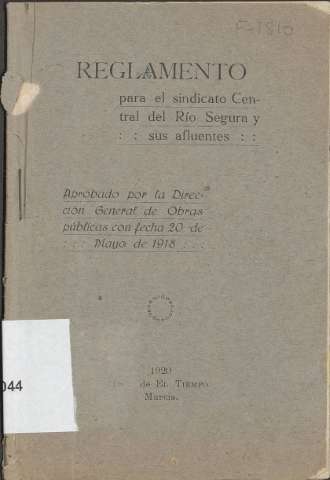 F-1810
REGLAMENTO
para el sindicato Cen-
tral del Río Segura y
: : sus afluentes : :
Aprobado por la Direc-
ción General de Obras
públicas con fecha 20 de
: : : Mayo de 1918 : : :
1920
de EL TIEMPO
Murcia.
044